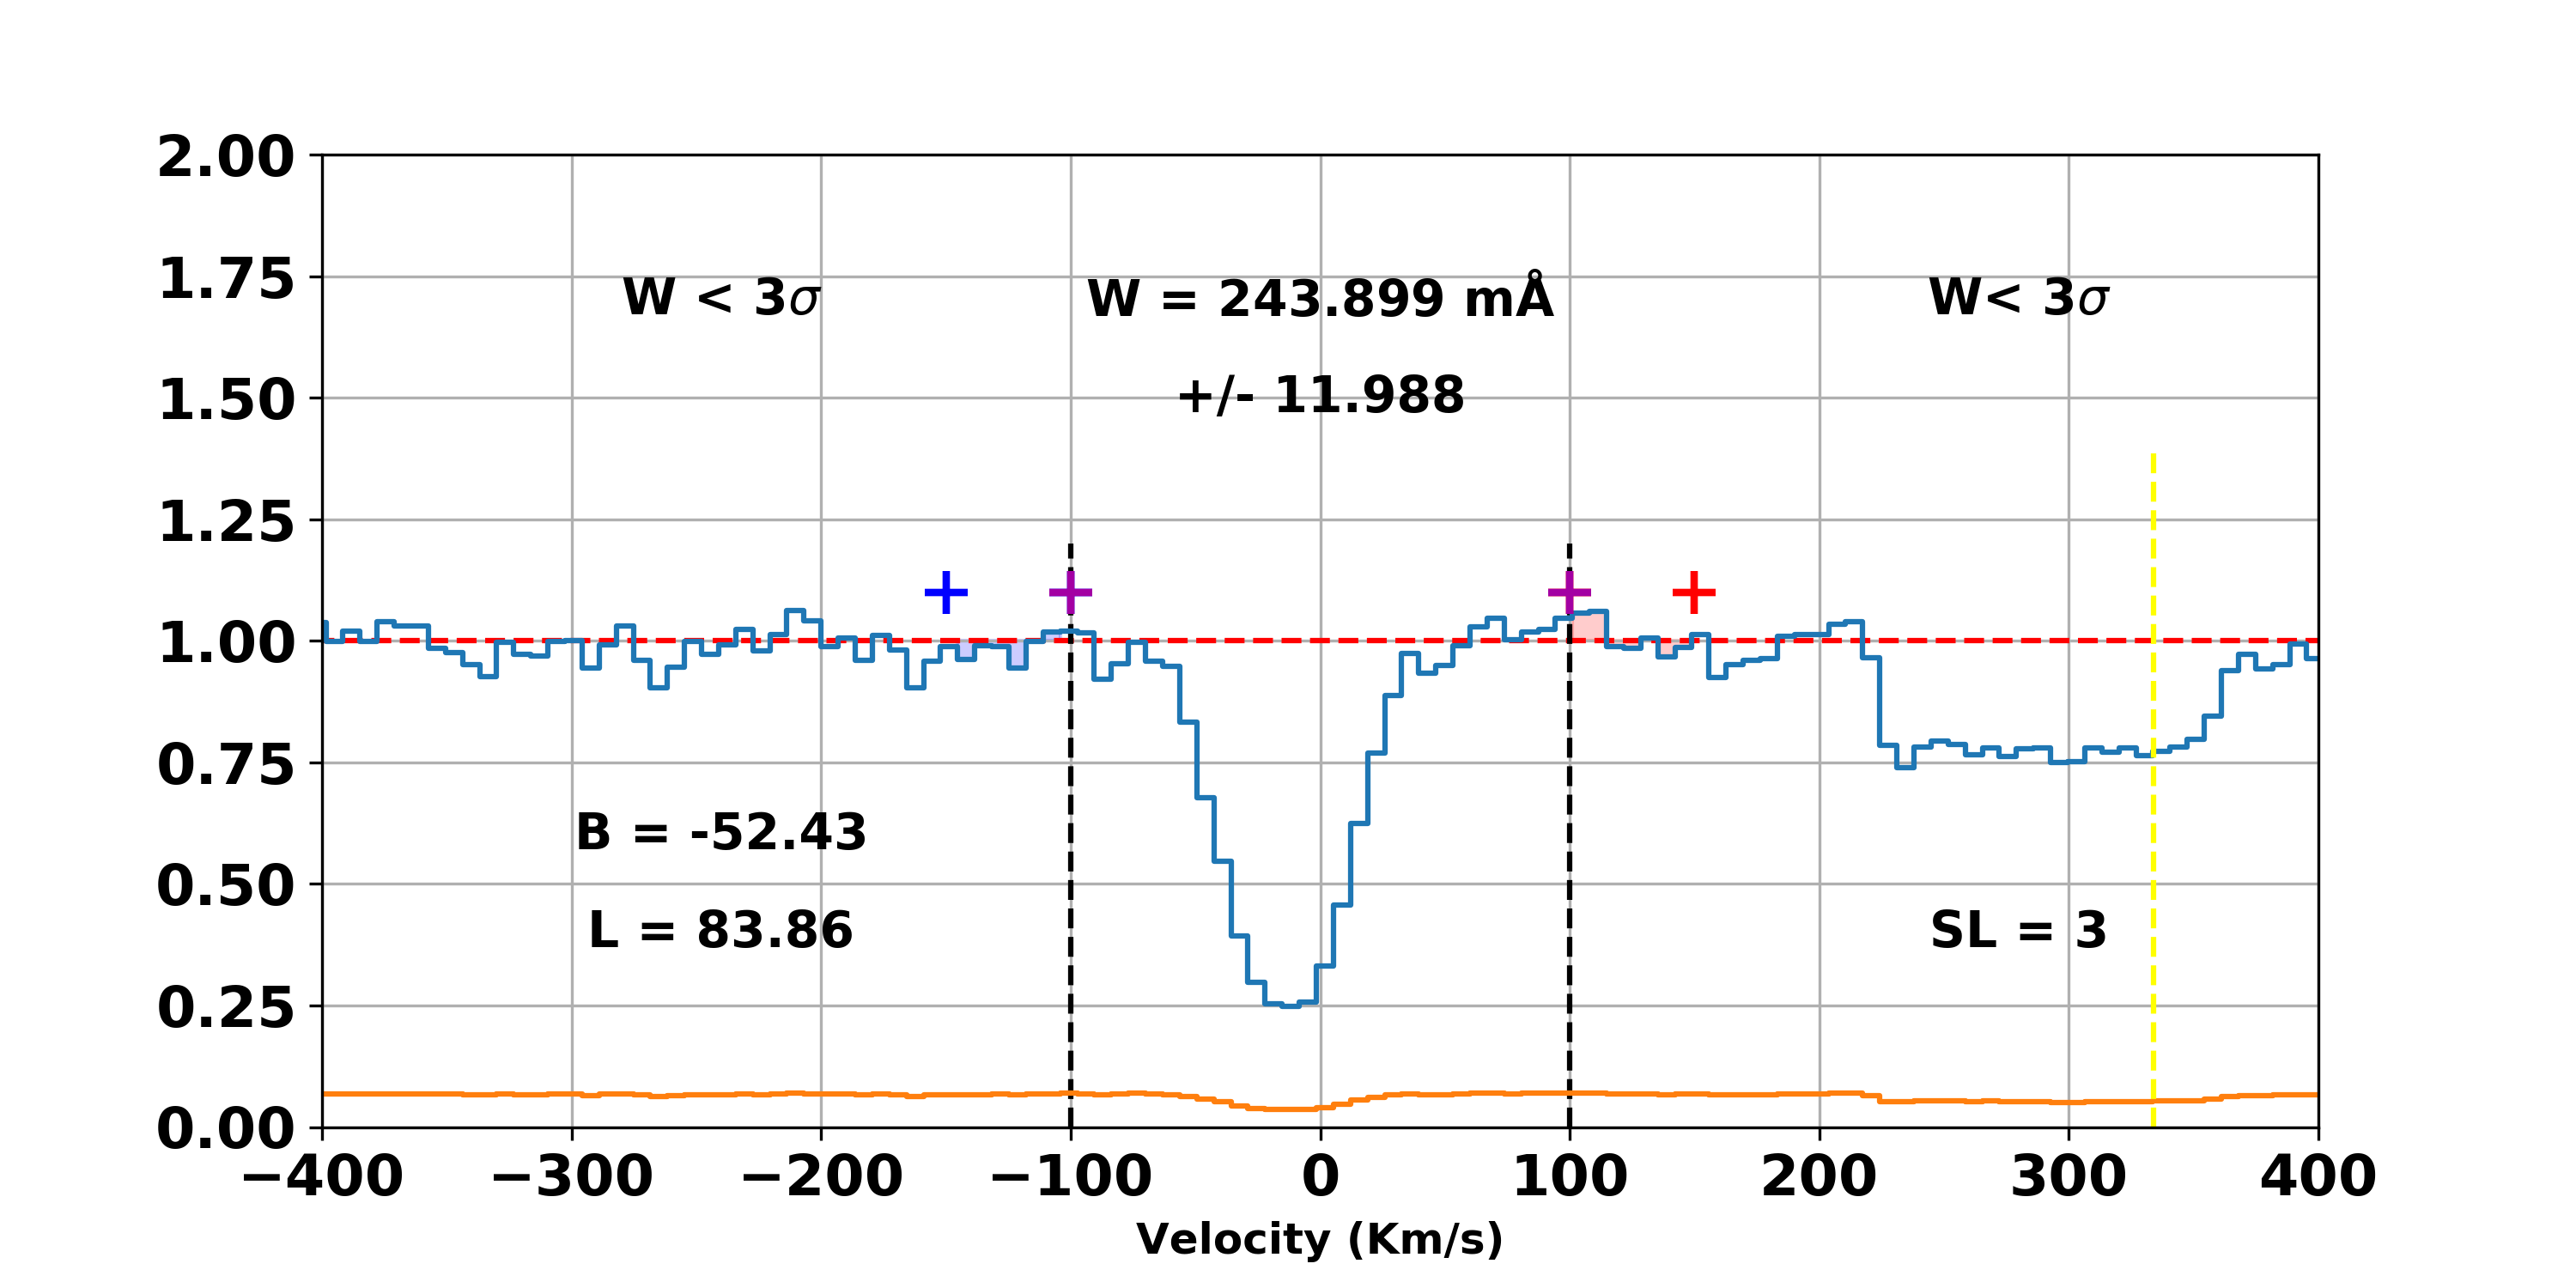 2.00
1.75
1.50
1.25
1.00
0.75
0.50
0.25
0.00
W < 3σ
W = 243.899 mÅ
+/- 11.988
W< 3σ
B = -52.43
L = 83.86
SL = 3
−400 −300 −200 −100 0 100 200 300 400
Velocity (Km/s)